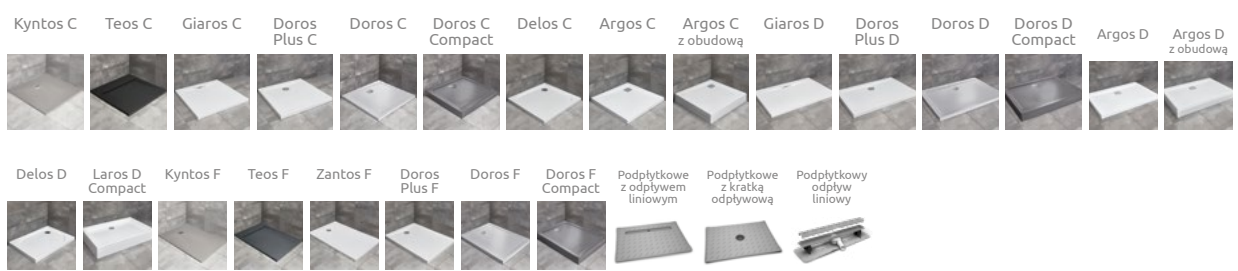 Kyntos C
Teos C
Giaros C
Doros
Plus C
Doros C
Doros C
Compact
Delos C
Argos C
Argos C
z obudową
Giaros D
Doros
Plus D
Doros D
Doros D
Compact
Argos D
Argos D
z obudową
Delos D
Laros D
Compact
Kyntos F
Teos F
Zantos F
Doros
Plus F
Doros F
Doros F
Compact
Podpłytkowe
z odpływem
liniowym
Podpłytkowe
z kratką
odpływową
Podpłytkowy
odpływ
liniowy